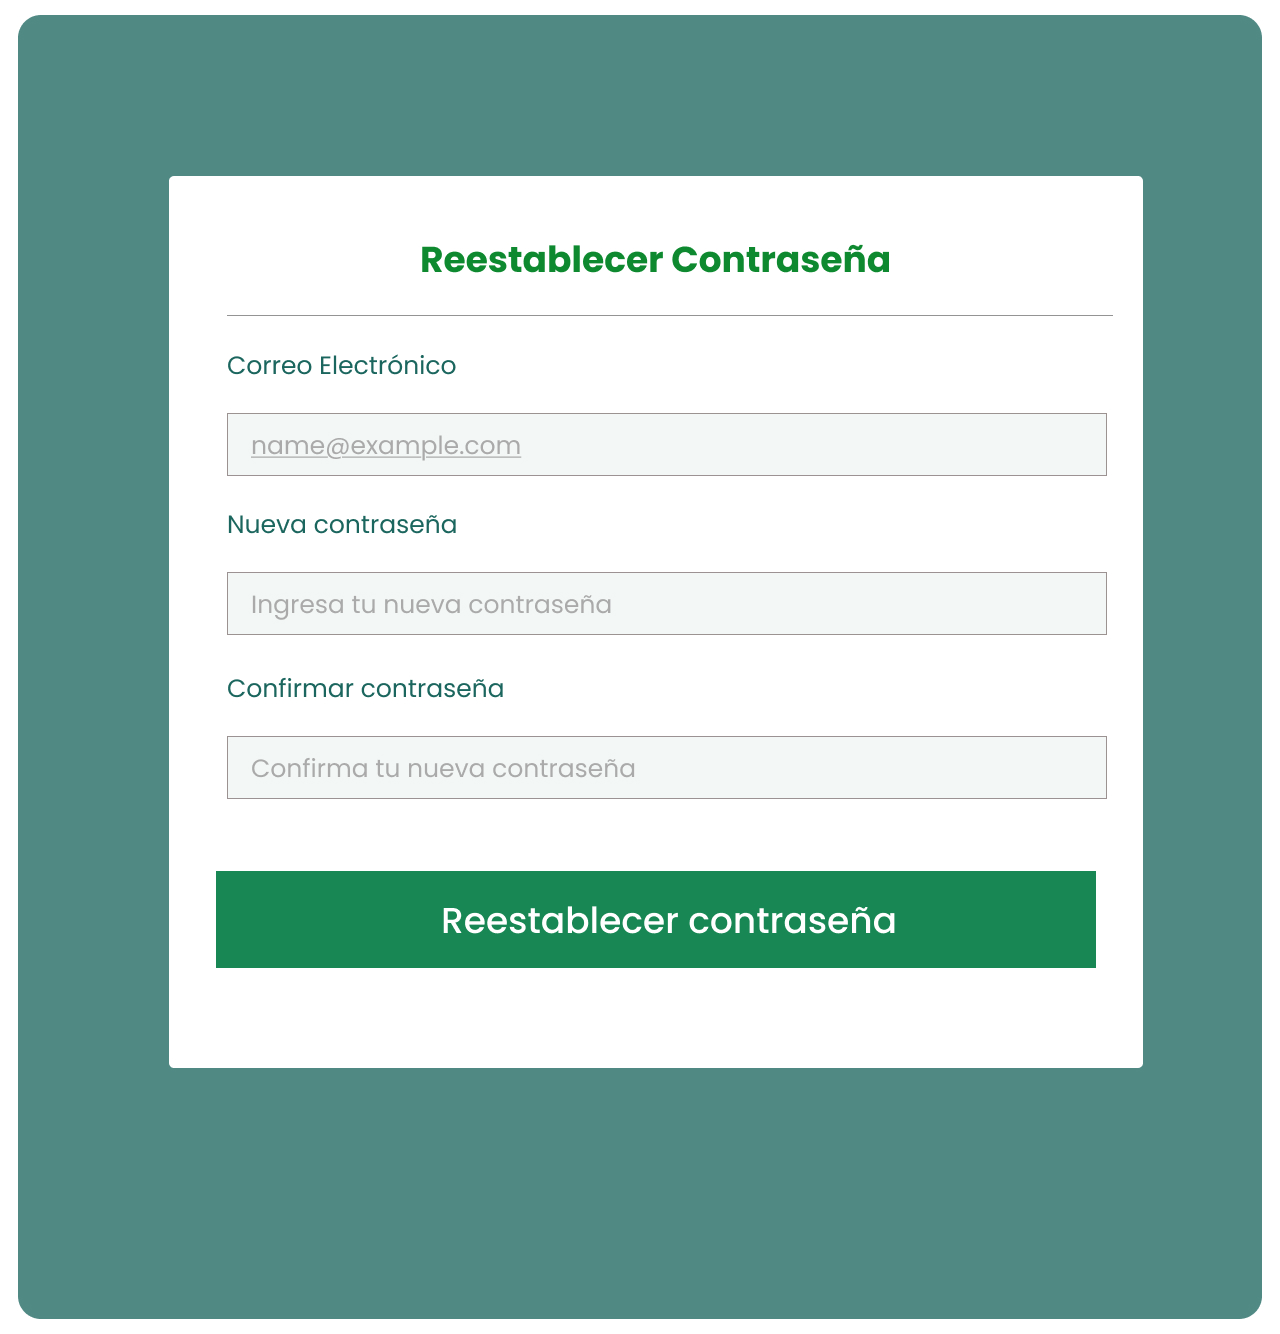 Reestablecer Contraseña
Correo Electrónico
name@example.com
Nueva contraseña
Ingresa tu nueva contraseña
Confirmar contraseña
Confirma tu nueva contraseña
Reestablecer contraseña